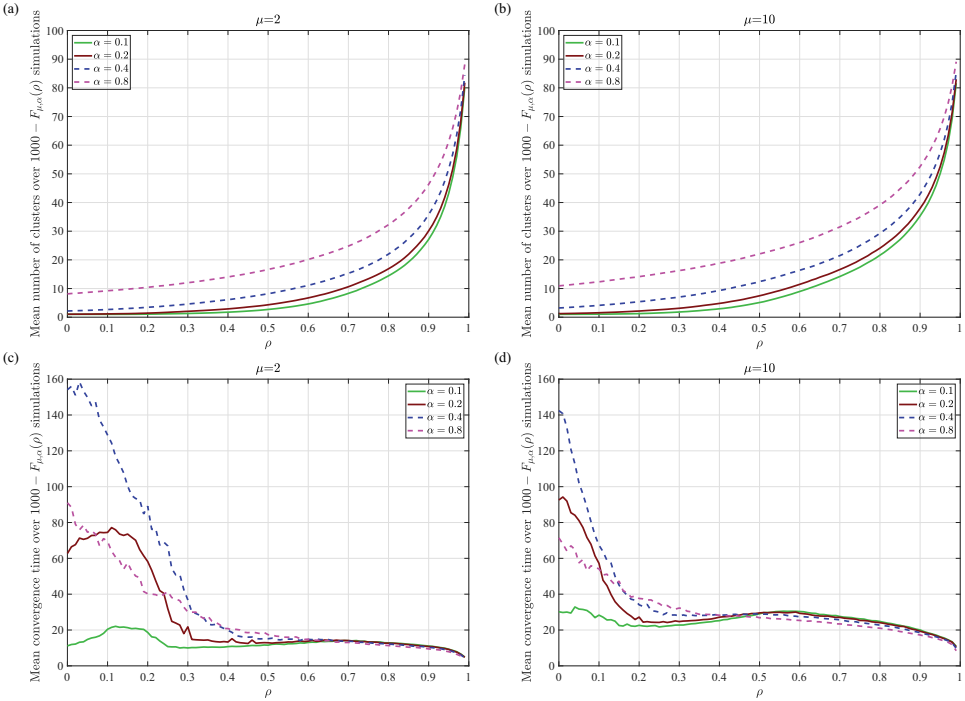 (a)
μ=2
Mean number of clusters over 1000 − F_{μ,α}(ρ) simulations
100
90
80
70
60
50
40
30
20
10
0
α = 0.1
α = 0.2
α = 0.4
α = 0.8
0 0.1 0.2 0.3 0.4 0.5 0.6 0.7 0.8 0.9 1
ρ
(b)
μ=10
Mean number of clusters over 1000 − F_{μ,α}(ρ) simulations
100
90
80
70
60
50
40
30
20
10
0
α = 0.1
α = 0.2
α = 0.4
α = 0.8
0 0.1 0.2 0.3 0.4 0.5 0.6 0.7 0.8 0.9 1
ρ
(c)
μ=2
Mean convergence time over 1000 − F_{μ,α}(ρ) simulations
160
140
120
100
80
60
40
20
0
α = 0.1
α = 0.2
α = 0.4
α = 0.8
0 0.1 0.2 0.3 0.4 0.5 0.6 0.7 0.8 0.9 1
ρ
(d)
μ=10
Mean convergence time over 1000 − F_{μ,α}(ρ) simulations
160
140
120
100
80
60
40
20
0
α = 0.1
α = 0.2
α = 0.4
α = 0.8
0 0.1 0.2 0.3 0.4 0.5 0.6 0.7 0.8 0.9 1
ρ